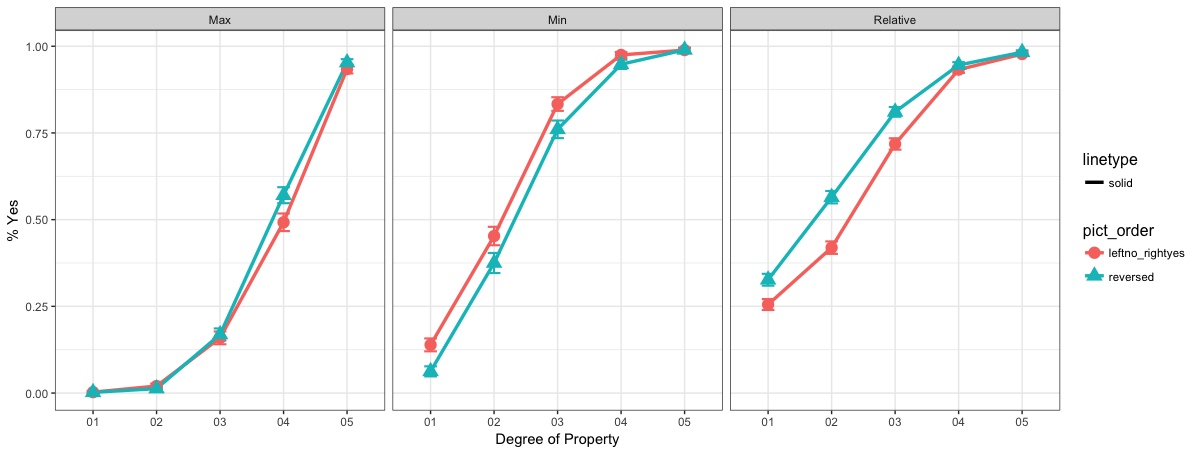 Max Min Relative
1.00
0.75
0.50
0.25
0.00
% Yes
01 02 03 04 05 01 02 03 04 05 01 02 03 04 05
Degree of Property
linetype
solid
pict_order
leftno_rightyes
reversed